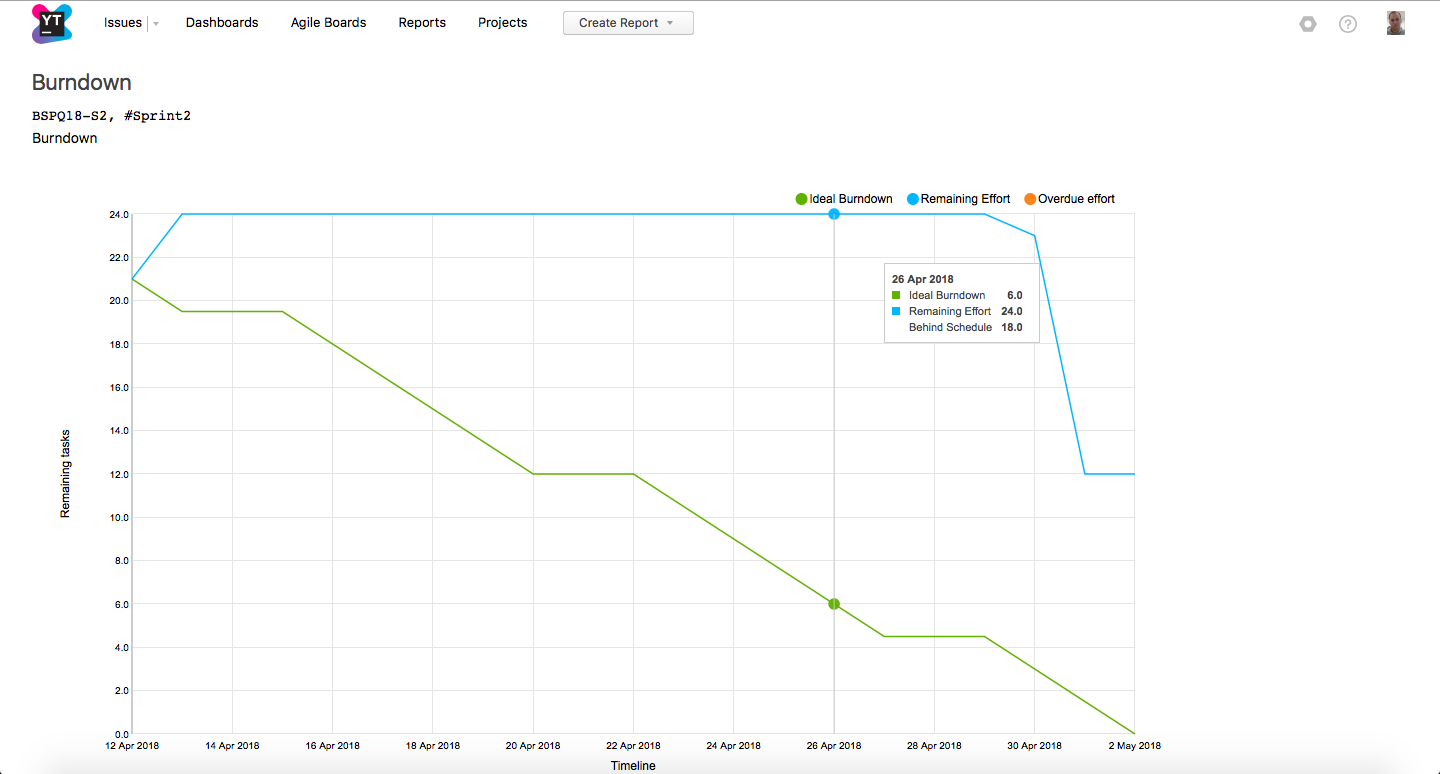 YT Issues Dashboards Agile Boards Reports Projects Create Report
Burndown
BSPQ18-S2, #Sprint2
Burndown
Ideal Burndown Remaining Effort Overdue effort
24.0
22.0
20.0
18.0
16.0
14.0
12.0
10.0
8.0
6.0
4.0
2.0
0.0
Remaining tasks
26 Apr 2018
Ideal Burndown 6.0
Remaining Effort 24.0
Behind Schedule 18.0
12 Apr 2018 14 Apr 2018 16 Apr 2018 18 Apr 2018 20 Apr 2018 22 Apr 2018 24 Apr 2018 26 Apr 2018 28 Apr 2018 30 Apr 2018 2 May 2018
Timeline